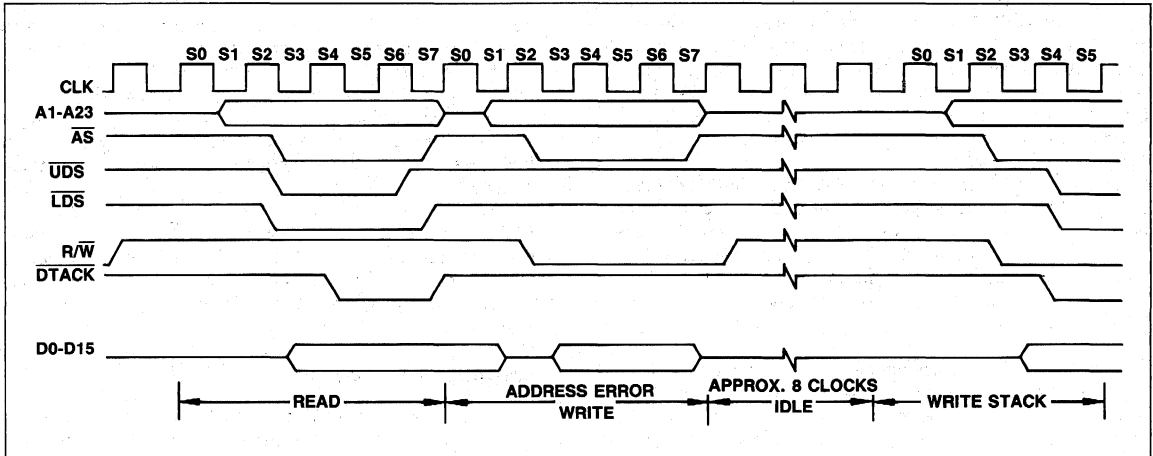 S0 S1 S2 S3 S4 S5 S6 S7 S0 S1 S2 S3 S4 S5 S6 S7 S0 S1 S2 S3 S4 S5
CLK
A1-A23
AS
UDS
LDS
R/W
DTACK
D0-D15
READ
ADDRESS ERROR
WRITE
APPROX. 8 CLOCKS
IDLE
WRITE STACK